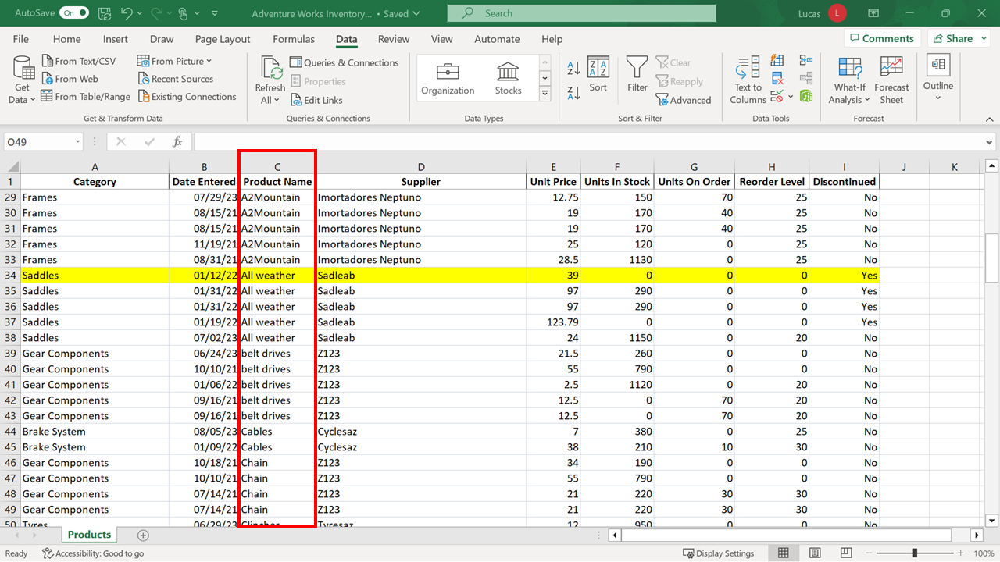 AutoSave On Adventure Works Inventory... • Saved Search Lucas L
File Home Insert Draw Page Layout Formulas Data Review View Automate Help Comments Share
Get Data From Text/CSV From Picture Refresh All Queries & Connections Organization Stocks Sort Filter Clear Text to Columns What-If Analysis Forecast Sheet Outline
From Web Recent Sources Properties Reapply
From Table/Range Existing Connections Edit Links Advanced
Get & Transform Data Queries & Connections Data Types Sort & Filter Data Tools Forecast
O49 fx
A B C D E F G H I J K
1 Category Date Entered Product Name Supplier Unit Price Units In Stock Units On Order Reorder Level Discontinued
29 Frames 07/29/23 A2Mountain Imortadores Neptuno 12.75 150 70 25 No
30 Frames 08/15/21 A2Mountain Imortadores Neptuno 19 170 40 25 No
31 Frames 08/15/21 A2Mountain Imortadores Neptuno 19 170 40 25 No
32 Frames 11/19/21 A2Mountain Imortadores Neptuno 25 120 0 25 No
33 Frames 08/31/21 A2Mountain Imortadores Neptuno 28.5 1130 0 25 No
34 Saddles 01/12/22 All weather Sadleab 39 0 0 0 Yes
35 Saddles 01/31/22 All weather Sadleab 97 290 0 0 Yes
36 Saddles 01/31/22 All weather Sadleab 97 290 0 0 Yes
37 Saddles 01/19/22 All weather Sadleab 123.79 0 0 0 Yes
38 Saddles 07/02/23 All weather Sadleab 24 1150 0 20 No
39 Gear Components 06/24/23 belt drives Z123 21.5 260 0 0 No
40 Gear Components 10/10/21 belt drives Z123 55 790 0 0 No
41 Gear Components 01/06/22 belt drives Z123 2.5 1120 0 20 No
42 Gear Components 09/16/21 belt drives Z123 12.5 0 70 20 No
43 Gear Components 09/16/21 belt drives Z123 12.5 0 70 20 No
44 Brake System 08/05/23 Cables Cyclesaz 7 380 0 25 No
45 Brake System 01/09/22 Cables Cyclesaz 38 210 10 30 No
46 Gear Components 10/18/21 Chain Z123 34 190 0 0 No
47 Gear Components 10/10/21 Chain Z123 55 790 0 0 No
48 Gear Components 07/14/21 Chain Z123 21 220 30 30 No
49 Gear Components 07/14/21 Chain Z123 21 220 30 30 No
50 Tyres 06/29/23 Clincher Tyresaz 12 950 0 0 No
Products
Ready Accessibility: Good to go Display Settings 100%